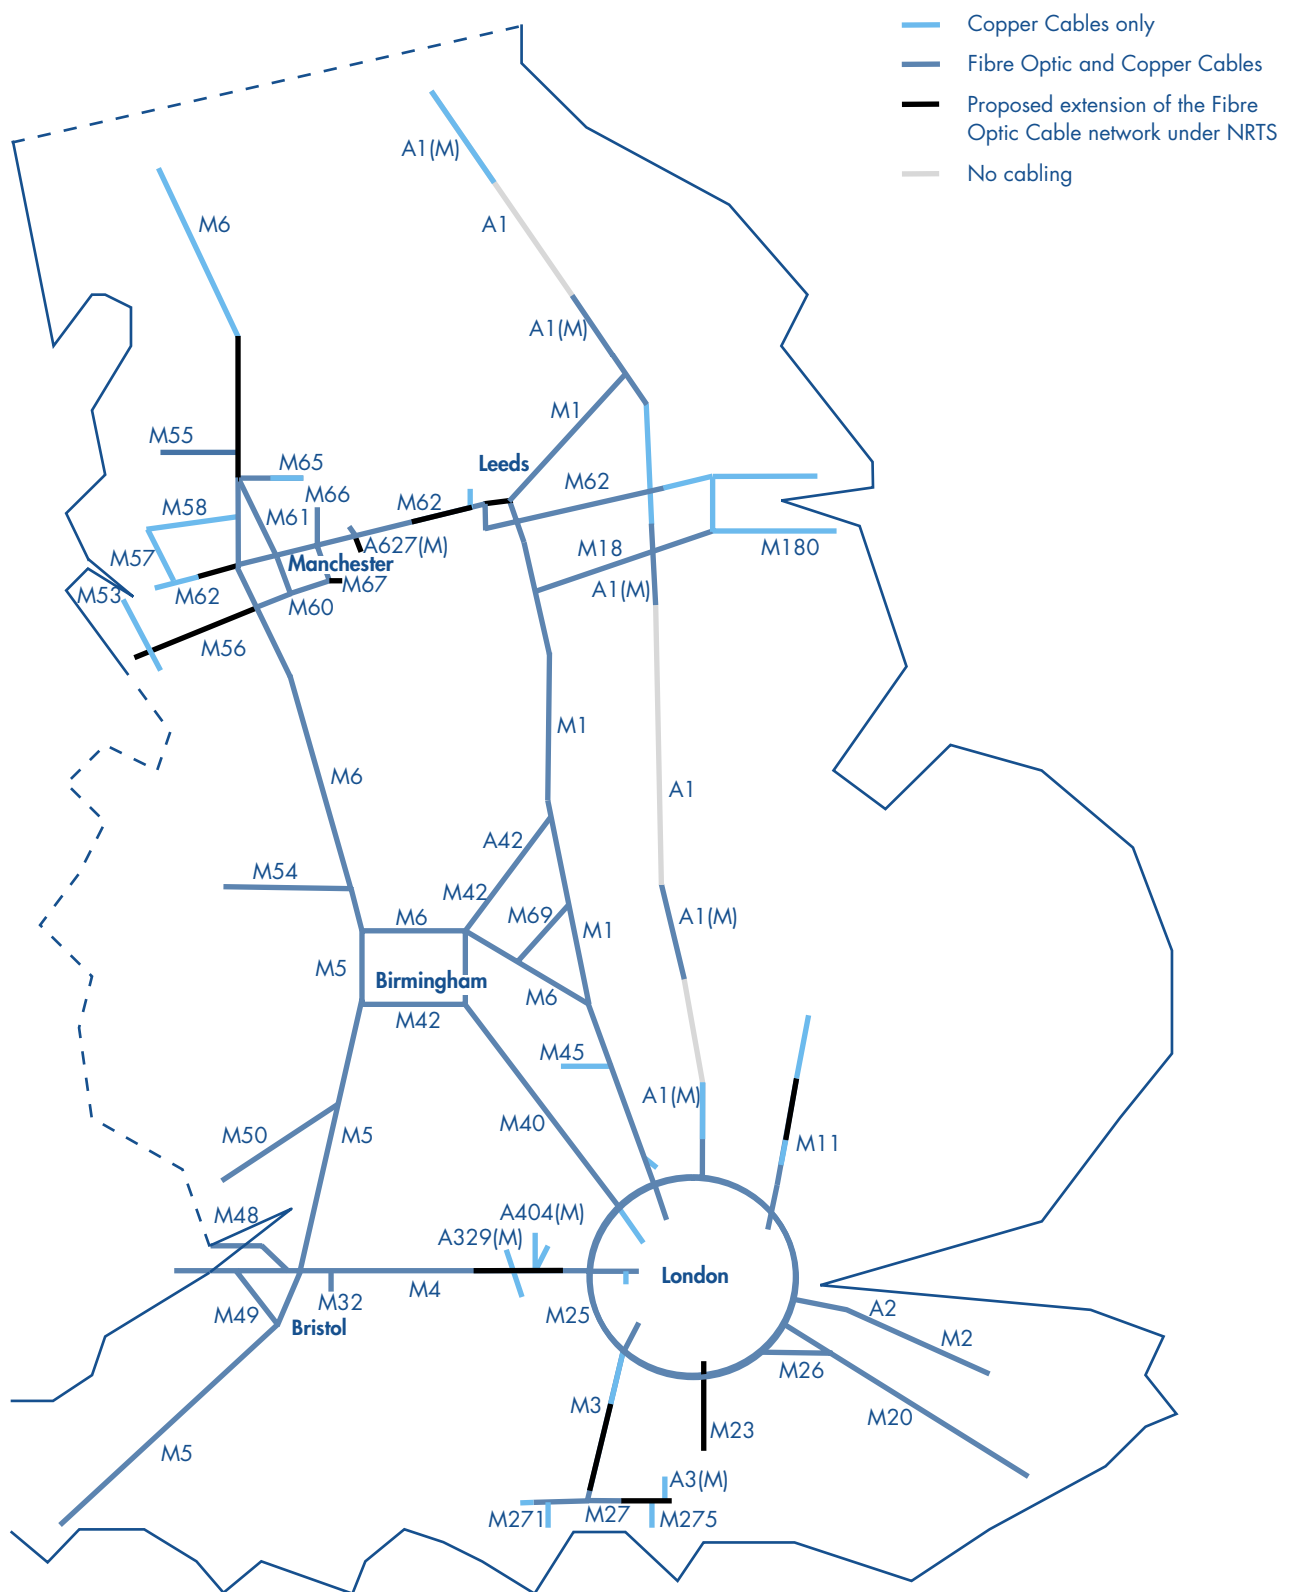 Copper Cables only
Fibre Optic and Copper Cables
Proposed extension of the Fibre
Optic Cable network under NRTS
No cabling
A1(M)
M6
A1
A1(M)
M1
M55
M65
Leeds
M62
M66
M58
M61
M62
A627(M)
M18
M180
M57
Manchester
M67
A1(M)
M53
M62
M60
M56
M1
M6
A1
A42
M54
M42
M6
M69
A1(M)
M1
M5
Birmingham
M6
M42
M45
A1(M)
M40
M50
M5
M11
M48
A404(M)
A329(M)
London
M4
M32
M49
Bristol
M25
A2
M2
M26
M3
M20
M23
M5
A3(M)
M271
M27
M275